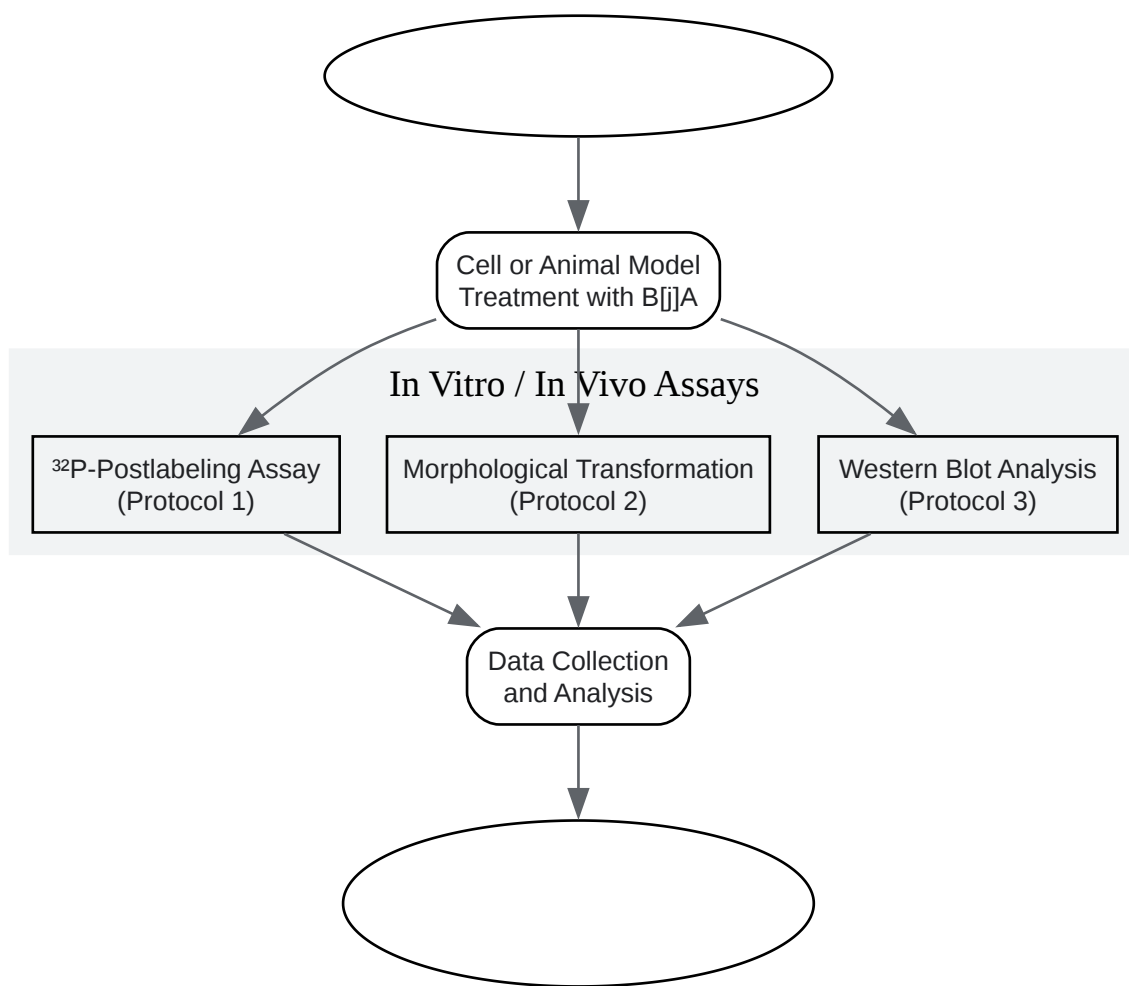 Cell or Animal Model
Treatment with B[j]A
In Vitro / In Vivo Assays
³²P-Postlabeling Assay
(Protocol 1)
Morphological Transformation
(Protocol 2)
Western Blot Analysis
(Protocol 3)
Data Collection
and Analysis